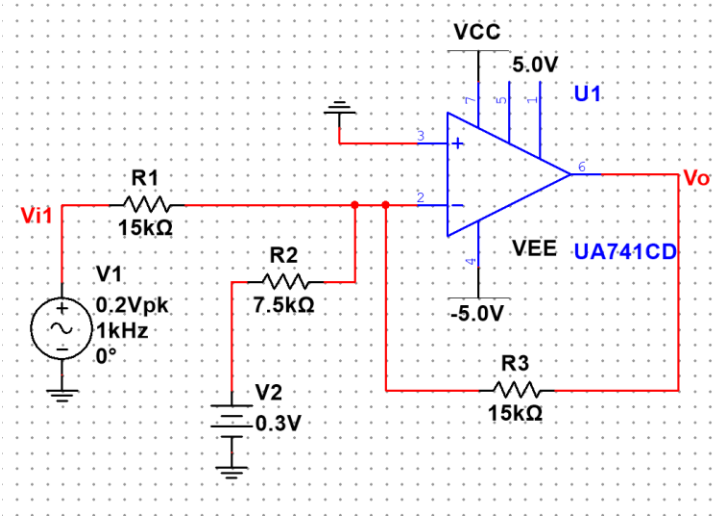 VCC
5.0V
7
5
1
U1
3
+
R1
6
Vo
2
−
Vi1
15kΩ
R2
VEE
UA741CD
4
V1
+
0.2Vpk
7.5kΩ
-5.0V
1kHz
0°
−
R3
V2
15kΩ
0.3V